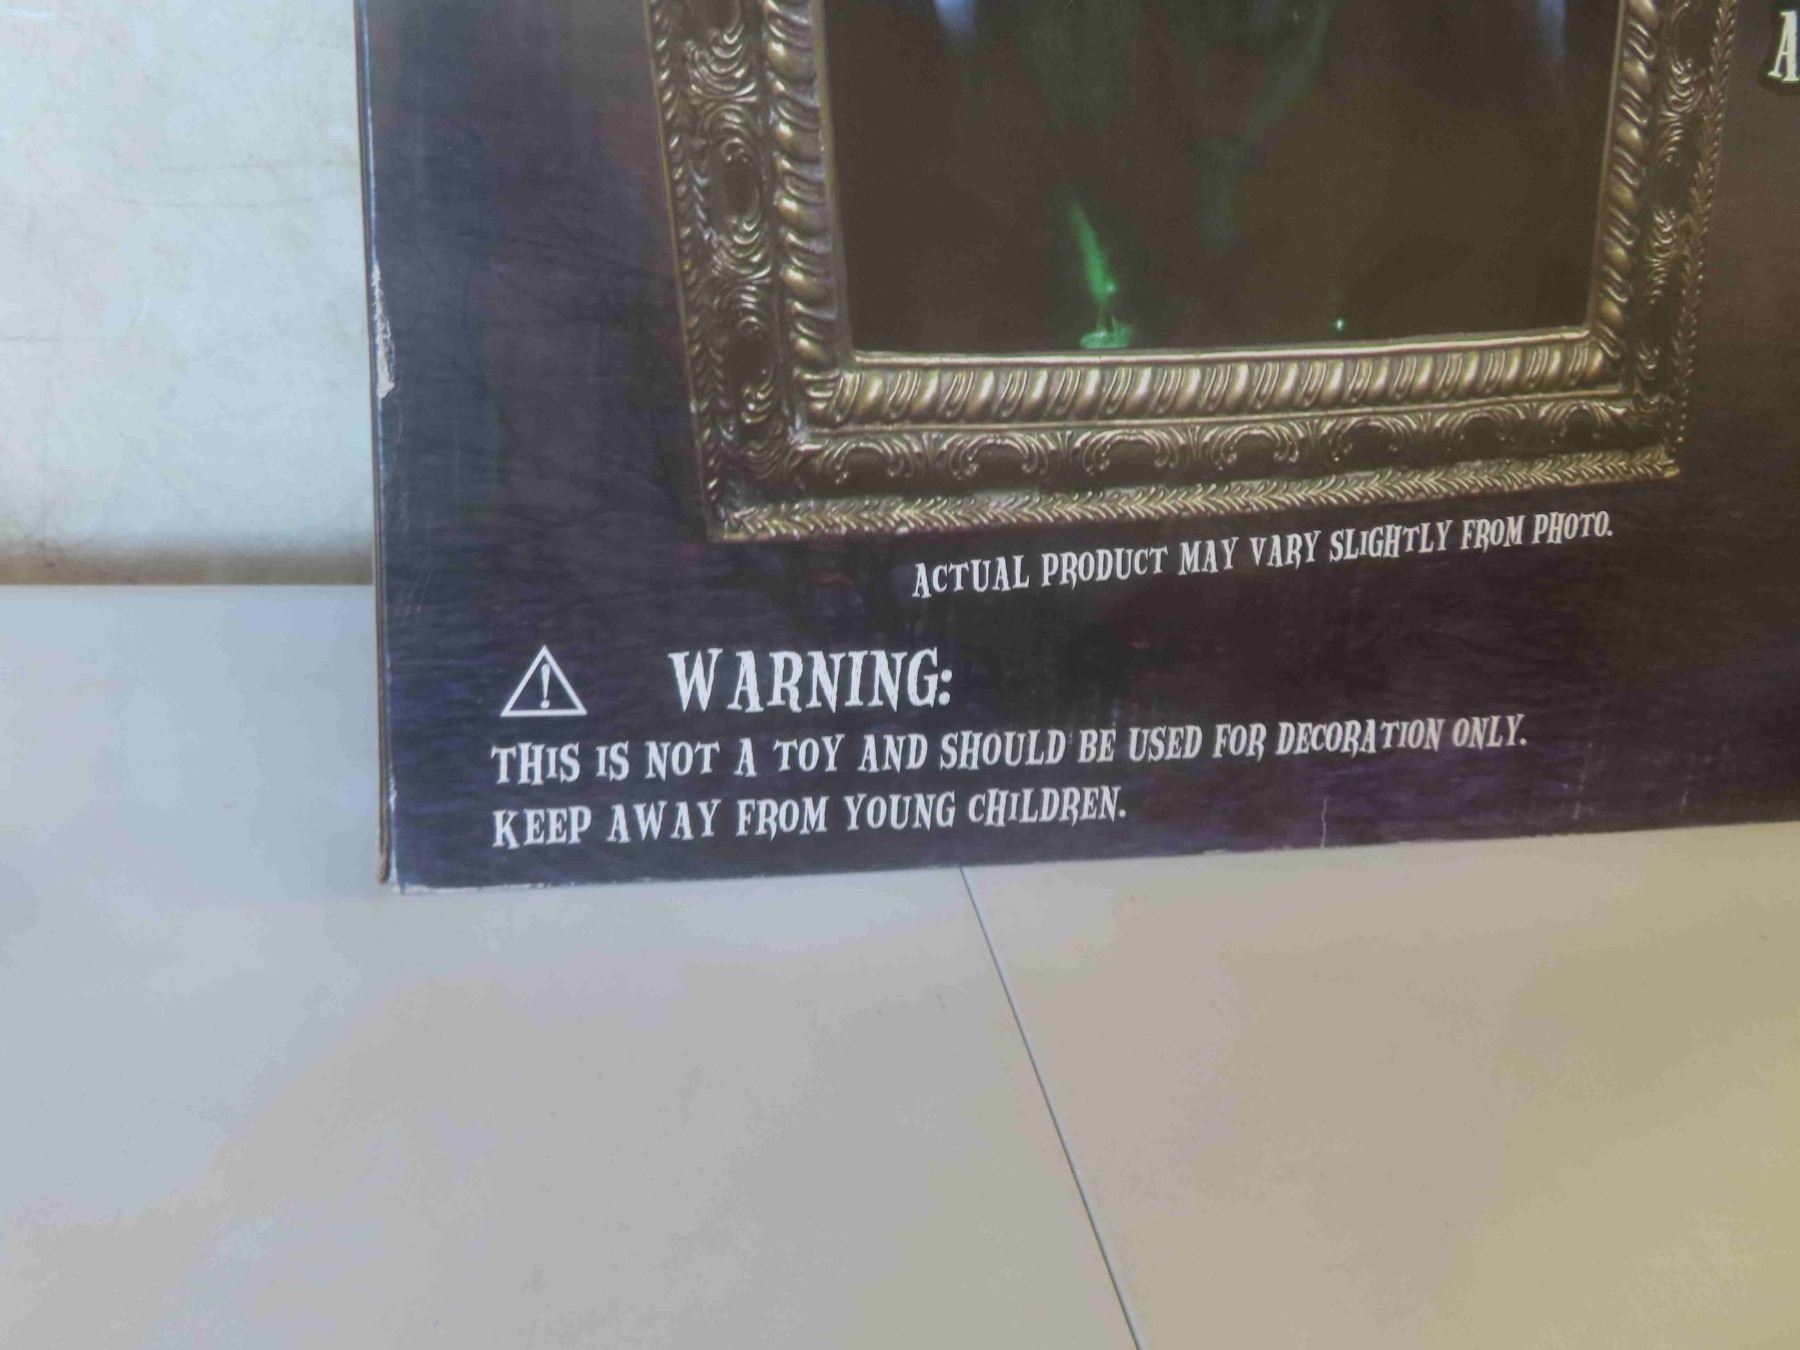 ACTUAL PRODUCT MAY VARY SLIGHTLY FROM PHOTO.
WARNING:
THIS IS NOT A TOY AND SHOULD BE USED FOR DECORATION ONLY.
KEEP AWAY FROM YOUNG CHILDREN.